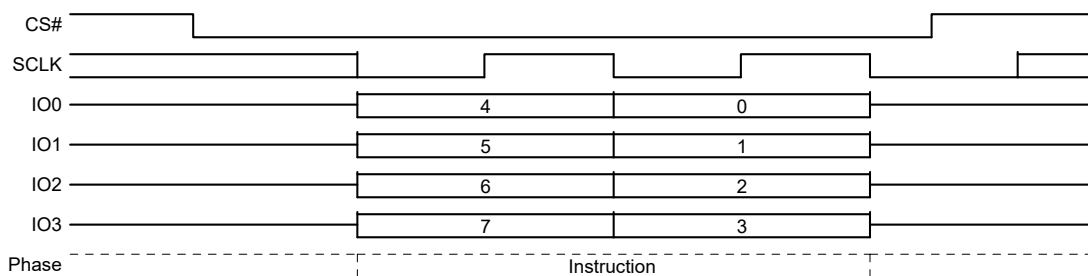 CS#
SCLK
IO0 4 0
IO1 5 1
IO2 6 2
IO3 7 3
Phase Instruction